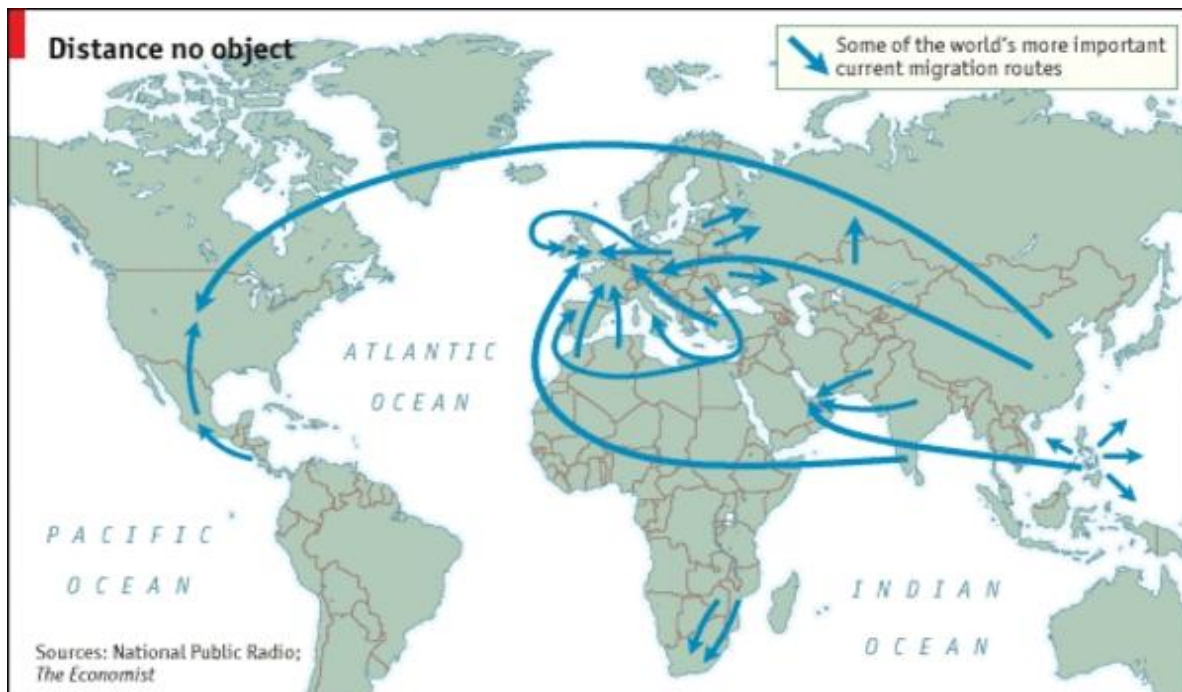 Distance no object
Some of the world's more important
current migration routes
ATLANTIC
OCEAN
PACIFIC
OCEAN
INDIAN
OCEAN
Sources: National Public Radio;
The Economist